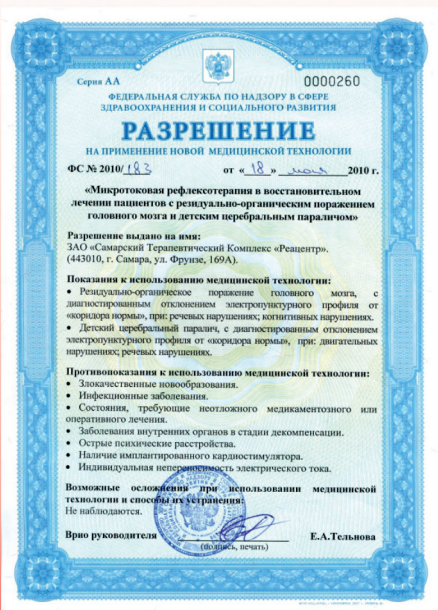 Серия АА
0000260
ФЕДЕРАЛЬНАЯ СЛУЖБА ПО НАДЗОРУ В СФЕРЕ
ЗДРАВООХРАНЕНИЯ И СОЦИАЛЬНОГО РАЗВИТИЯ
РАЗРЕШЕНИЕ
НА ПРИМЕНЕНИЕ НОВОЙ МЕДИЦИНСКОЙ ТЕХНОЛОГИИ
ФС № 2010/183 от « 18 » мая 2010 г.
«Микротоковая рефлексотерапия в восстановительном
лечении пациентов с резидуально-органическим поражением
головного мозга и детским церебральным параличом»
Разрешение выдано на имя:
ЗАО «Самарский Терапевтический Комплекс «Реацентр».
(443010, г. Самара, ул. Фрунзе, 169А).
Показания к использованию медицинской технологии:
• Резидуально-органическое поражение головного мозга, с
диагностированным отклонением электропунктурного профиля от
«коридора нормы», при: речевых нарушениях; когнитивных нарушениях.
• Детский церебральный паралич, с диагностированным отклонением
электропунктурного профиля от «коридора нормы», при: двигательных
нарушениях; речевых нарушениях.
Противопоказания к использованию медицинской технологии:
• Злокачественные новообразования.
• Инфекционные заболевания.
• Состояния, требующие неотложного медикаментозного или
оперативного лечения.
• Заболевания внутренних органов в стадии декомпенсации.
• Острые психические расстройства.
• Наличие имплантированного кардиостимулятора.
• Индивидуальная непереносимость электрического тока.
Возможные осложнения при использовании медицинской
технологии и способы их устранения:
Не наблюдаются.
Врио руководителя
Е.А.Тельнова
(подпись, печать)